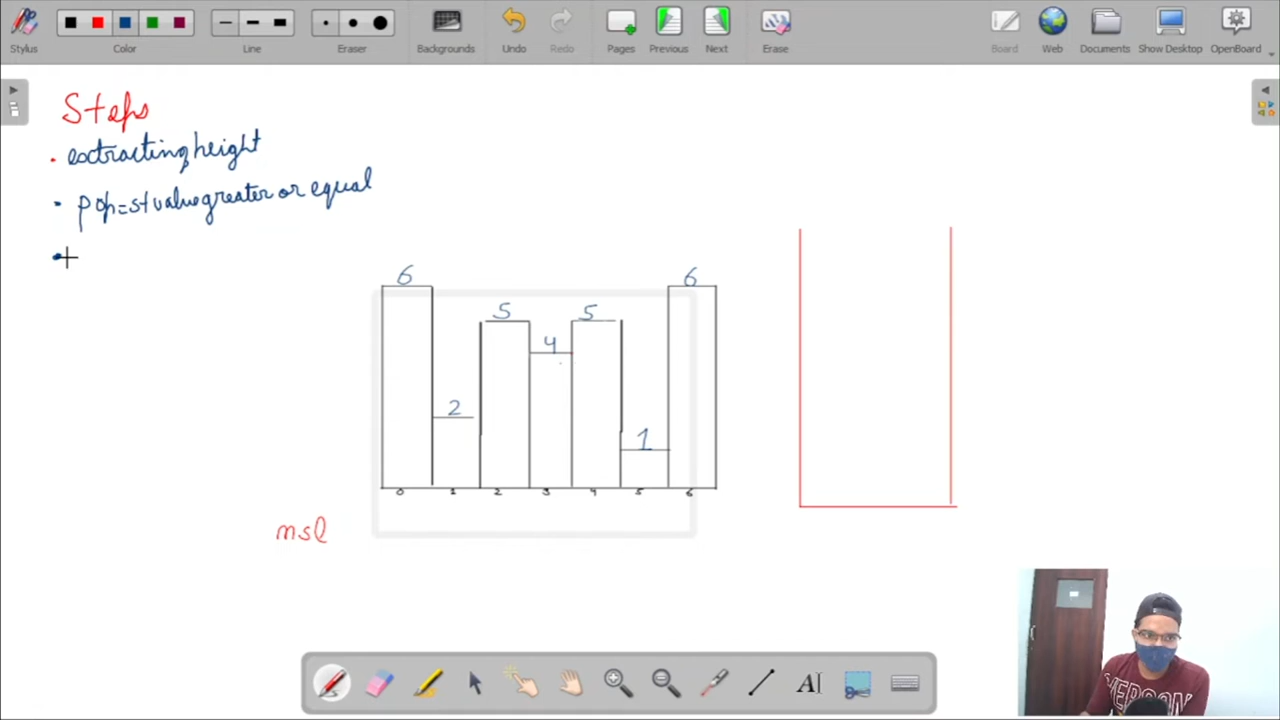 Stylus Color Line Eraser Backgrounds Undo Redo Pages Previous Next Erase Board Web Documents Show Desktop OpenBoard
Steps
• extracting height
• pop = st value greater or equal
•
6 6
5 5
4
2
1
0 1 2 3 4 5 6
nsl